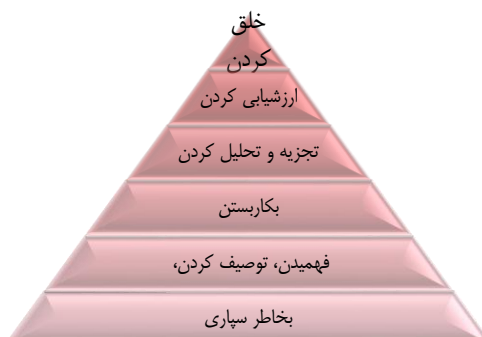 خلق
کردن
ارزشیابی کردن
تجزیه و تحلیل کردن
بکاربستن
فهمیدن، توصیف کردن،
بخاطر سپاری